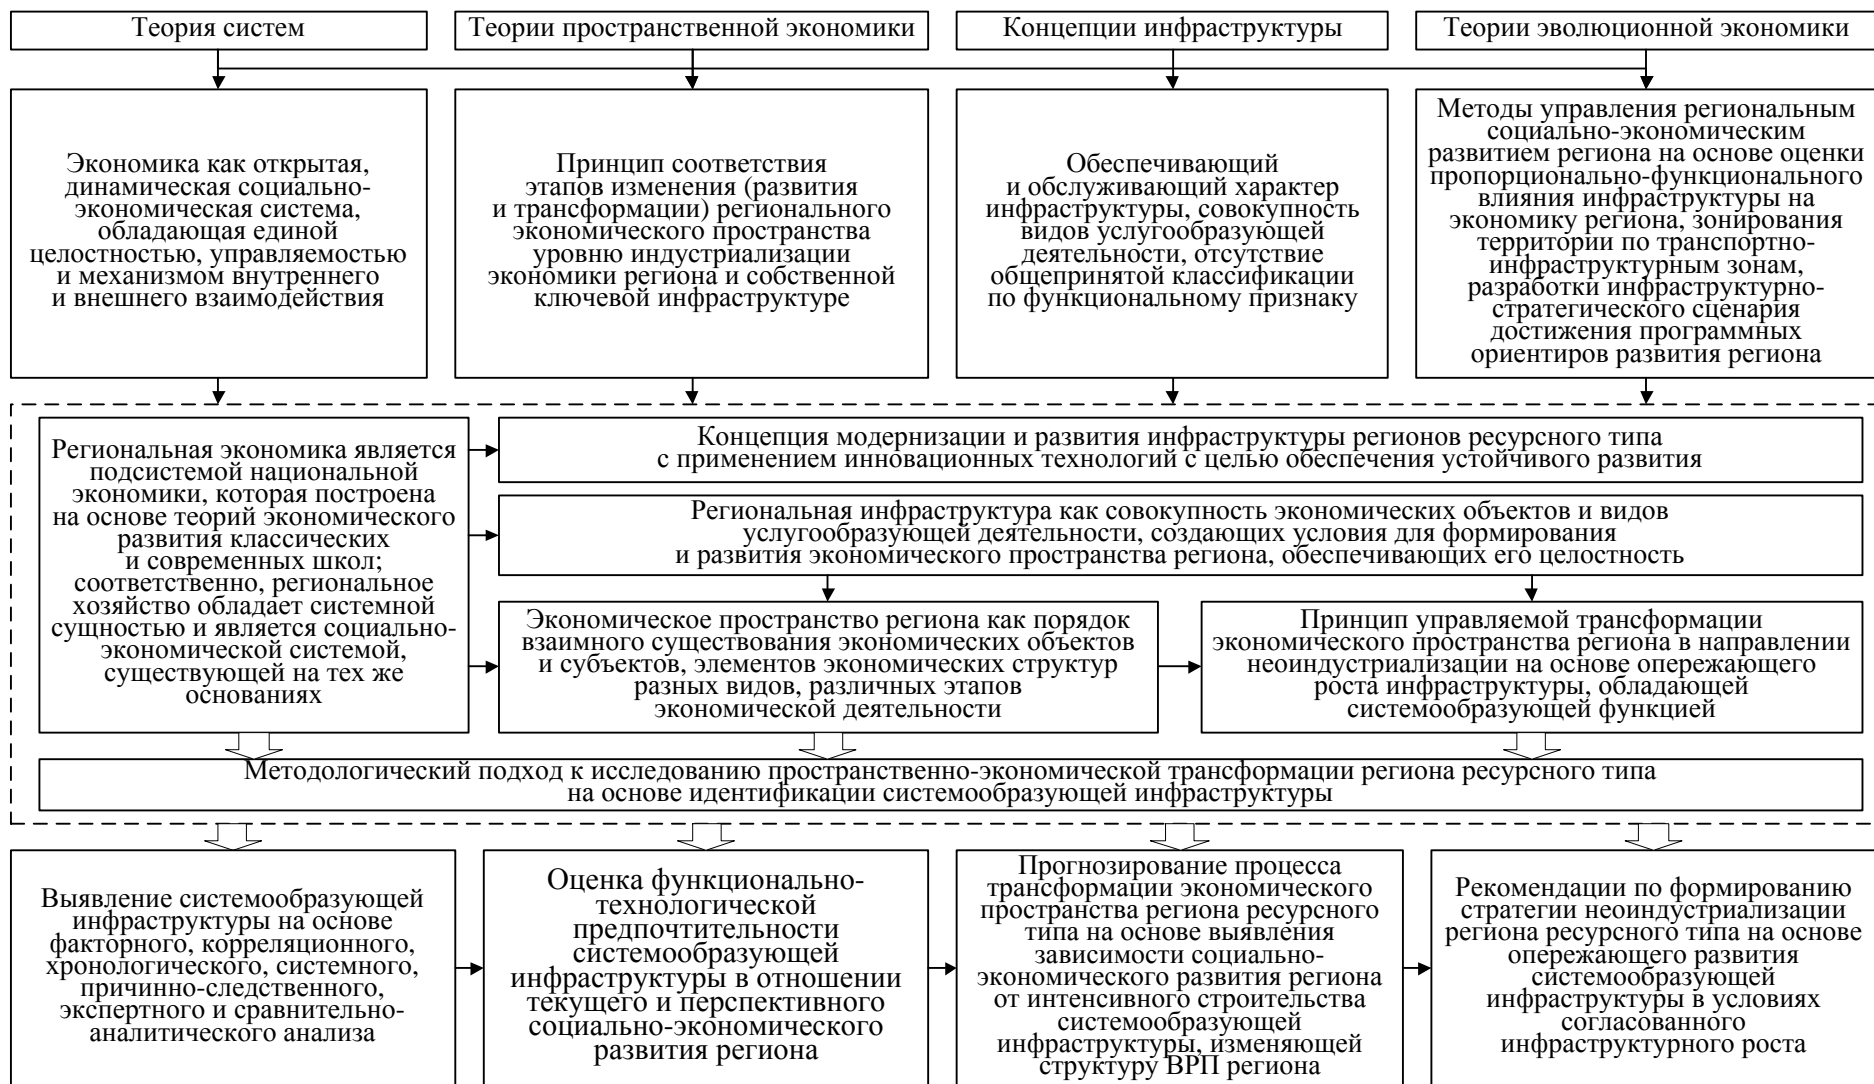 Теория систем
Теории пространственной экономики
Концепции инфраструктуры
Теории эволюционной экономики
Экономика как открытая,
динамическая социально-
экономическая система,
обладающая единой
целостностью, управляемостью
и механизмом внутреннего
и внешнего взаимодействия
Принцип соответствия
этапов изменения (развития
и трансформации) регионального
экономического пространства
уровню индустриализации
экономики региона и собственной
ключевой инфраструктуре
Обеспечивающий
и обслуживающий характер
инфраструктуры, совокупность
видов услугообразующей
деятельности, отсутствие
общепринятой классификации
по функциональному признаку
Методы управления региональным
социально-экономическим
развитием региона на основе оценки
пропорционально-функционального
влияния инфраструктуры на
экономику региона, зонирования
территории по транспортно-
инфраструктурным зонам,
разработки инфраструктурно-
стратегического сценария
достижения программных
ориентиров развития региона
Региональная экономика является
подсистемой национальной
экономики, которая построена
на основе теорий экономического
развития классических
и современных школ;
соответственно, региональное
хозяйство обладает системной
сущностью и является социально-
экономической системой,
существующей на тех же
основаниях
Концепция модернизации и развития инфраструктуры регионов ресурсного типа
с применением инновационных технологий с целью обеспечения устойчивого развития
Региональная инфраструктура как совокупность экономических объектов и видов
услугообразующей деятельности, создающих условия для формирования
и развития экономического пространства региона, обеспечивающих его целостность
Экономическое пространство региона как порядок
взаимного существования экономических объектов
и субъектов, элементов экономических структур
разных видов, различных этапов
экономической деятельности
Принцип управляемой трансформации
экономического пространства региона в направлении
неоиндустриализации на основе опережающего
роста инфраструктуры, обладающей
системообразующей функцией
Методологический подход к исследованию пространственно-экономической трансформации региона ресурсного типа
на основе идентификации системообразующей инфраструктуры
Выявление системообразующей
инфраструктуры на основе
факторного, корреляционного,
хронологического, системного,
причинно-следственного,
экспертного и сравнительно-
аналитического анализа
Оценка функционально-
технологической
предпочтительности
системообразующей
инфраструктуры в отношении
текущего и перспективного
социально-экономического
развития региона
Прогнозирование процесса
трансформации экономического
пространства региона ресурсного
типа на основе выявления
зависимости социально-
экономического развития региона
от интенсивного строительства
системообразующей
инфраструктуры, изменяющей
структуру ВРП региона
Рекомендации по формированию
стратегии неоиндустриализации
региона ресурсного типа на основе
опережающего развития
системообразующей
инфраструктуры в условиях
согласованного
инфраструктурного роста